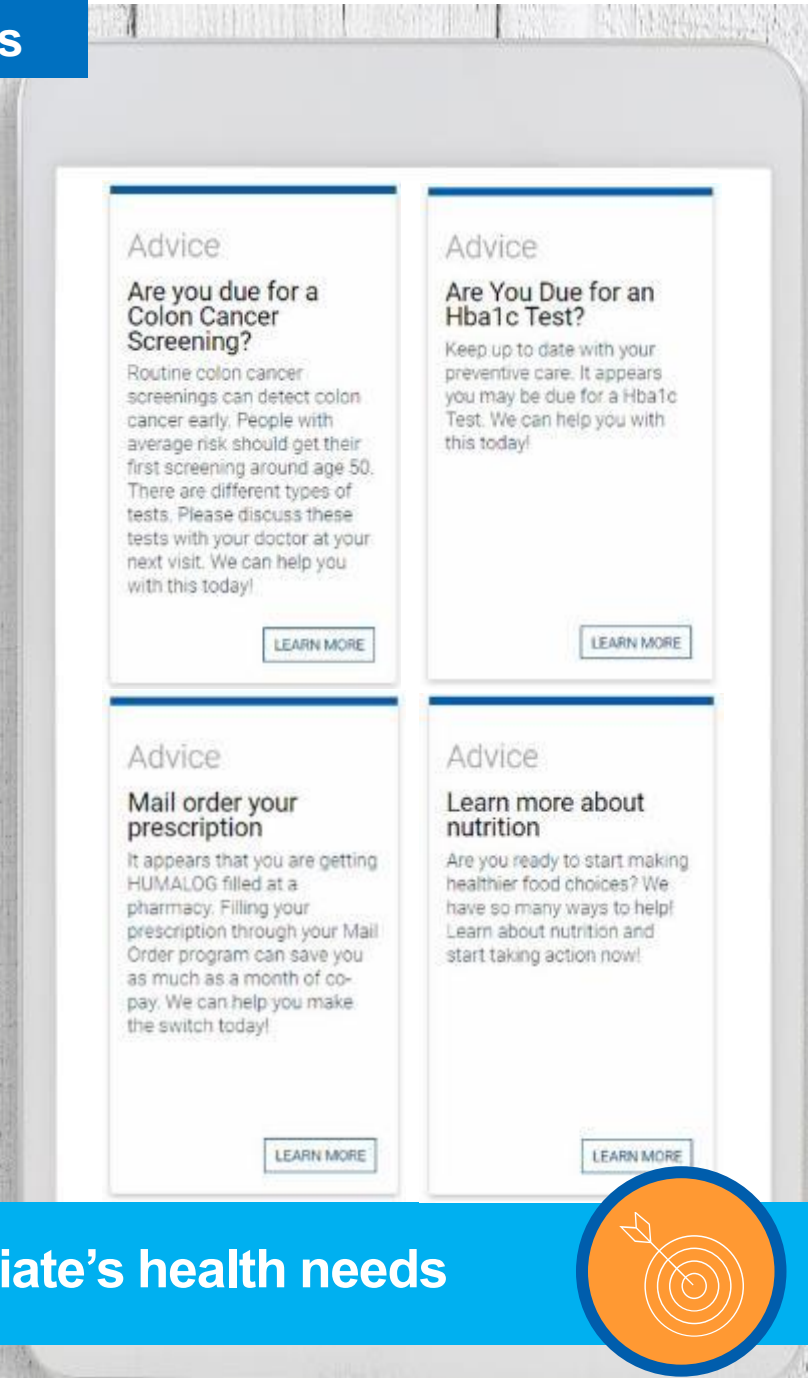 s
Advice
Are you due for a
Colon Cancer
Screening?
Routine colon cancer
screenings can detect colon
cancer early. People with
average risk should get their
first screening around age 50.
There are different types of
tests. Please discuss these
tests with your doctor at your
next visit. We can help you
with this today!
LEARN MORE
Advice
Are You Due for an
Hba1c Test?
Keep up to date with your
preventive care. It appears
you may be due for a Hba1c
Test. We can help you with
this today!
LEARN MORE
Advice
Mail order your
prescription
It appears that you are getting
HUMALOG filled at a
pharmacy. Filling your
prescription through your Mail
Order program can save you
as much as a month of co-
pay. We can help you make
the switch today!
LEARN MORE
Advice
Learn more about
nutrition
Are you ready to start making
healthier food choices? We
have so many ways to help!
Learn about nutrition and
start taking action now!
LEARN MORE
iate’s health needs